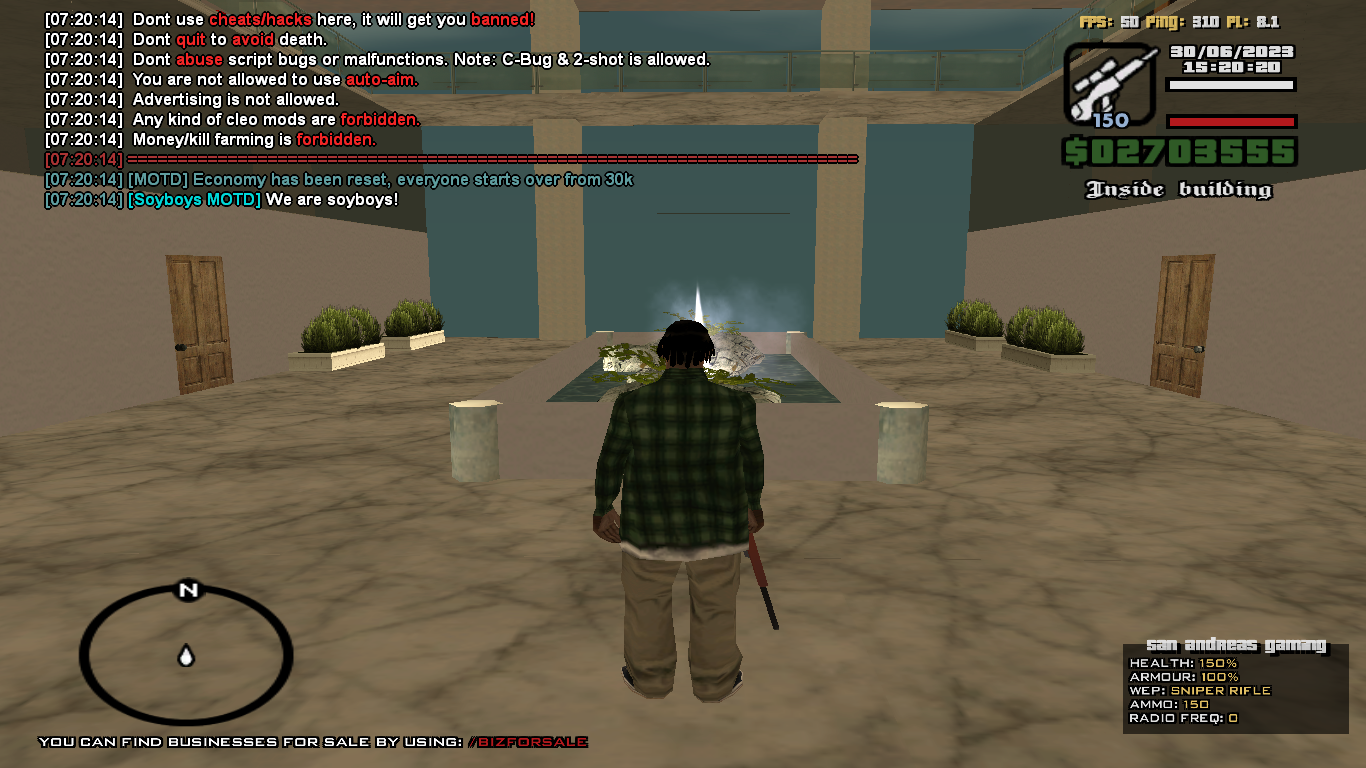 [07:20:14] Dont use cheats/hacks here, it will get you banned!
[07:20:14] Dont quit to avoid death.
[07:20:14] Dont abuse script bugs or malfunctions. Note: C-Bug & 2-shot is allowed.
[07:20:14] You are not allowed to use auto-aim.
[07:20:14] Advertising is not allowed.
[07:20:14] Any kind of cleo mods are forbidden.
[07:20:14] Money/kill farming is forbidden.
[07:20:14] ==========================================================
[07:20:14] [MOTD] Economy has been reset, everyone starts over from 30k
[07:20:14] [Soyboys MOTD] We are soyboys!
FPS: 50 Ping: 310 PL: 8.1
30/06/2023
15:20:20
150
$02703555
Inside building
N
san andreas gaming
HEALTH: 150%
ARMOUR: 100%
WEP: SNIPER RIFLE
AMMO: 150
RADIO FREQ: 0
YOU CAN FIND BUSINESSES FOR SALE BY USING: /BIZFORSALE